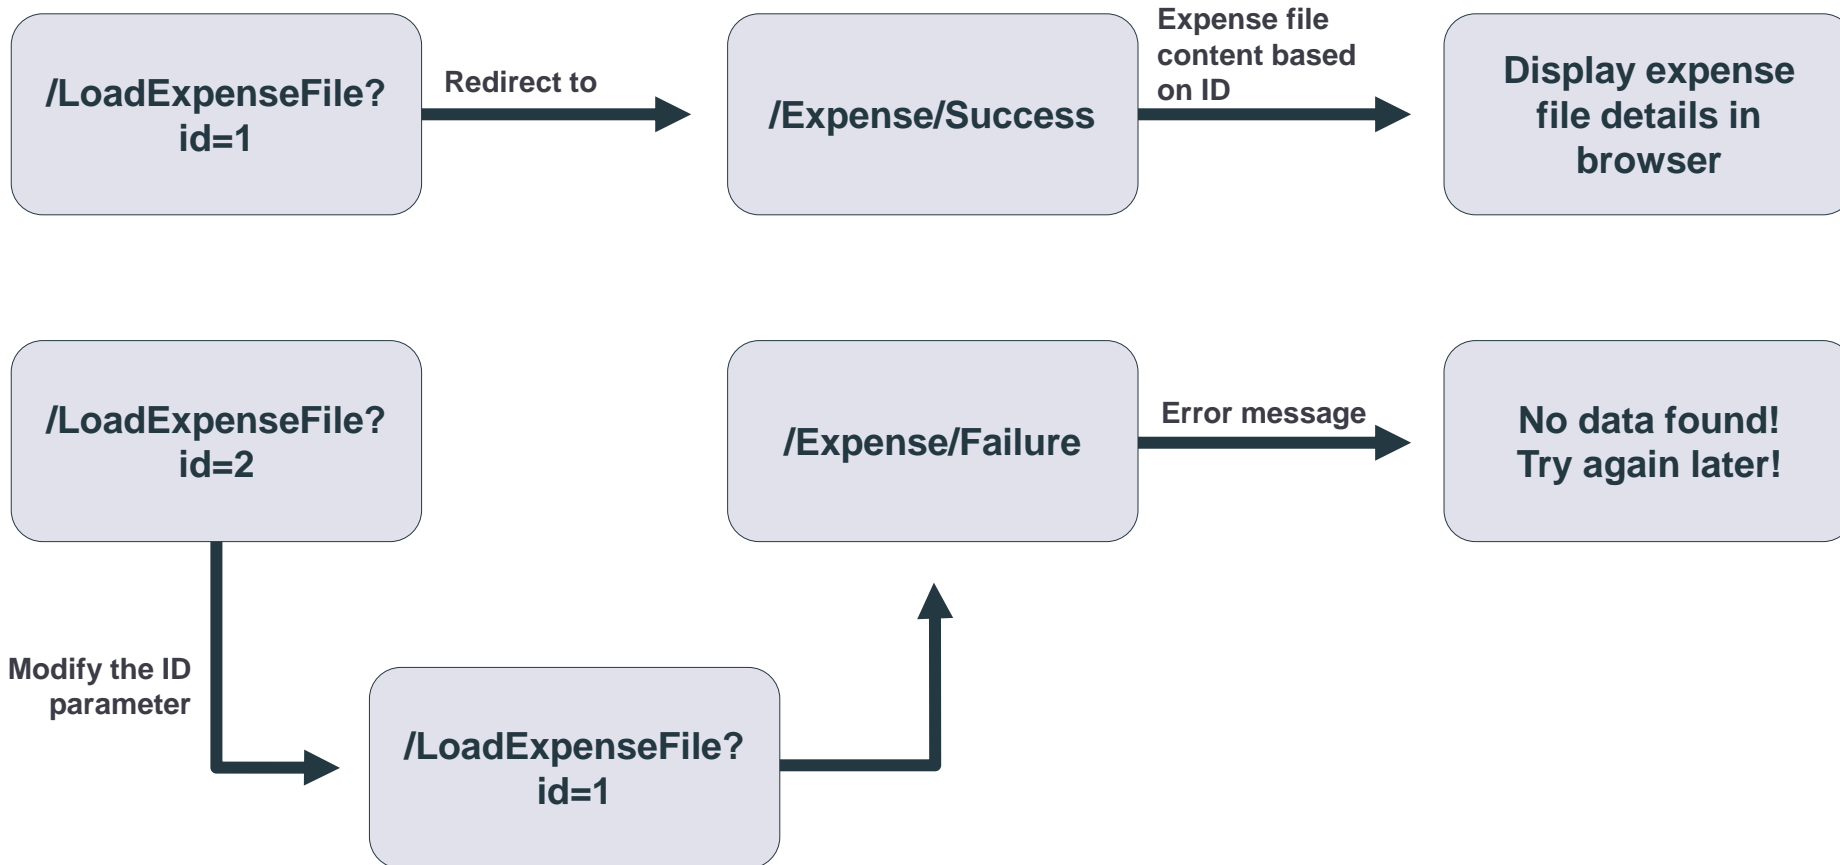 /LoadExpenseFile?
id=1
Redirect to
/Expense/Success
Expense file
content based
on ID
Display expense
file details in
browser
/LoadExpenseFile?
id=2
/Expense/Failure
Error message
No data found!
Try again later!
Modify the ID
parameter
/LoadExpenseFile?
id=1